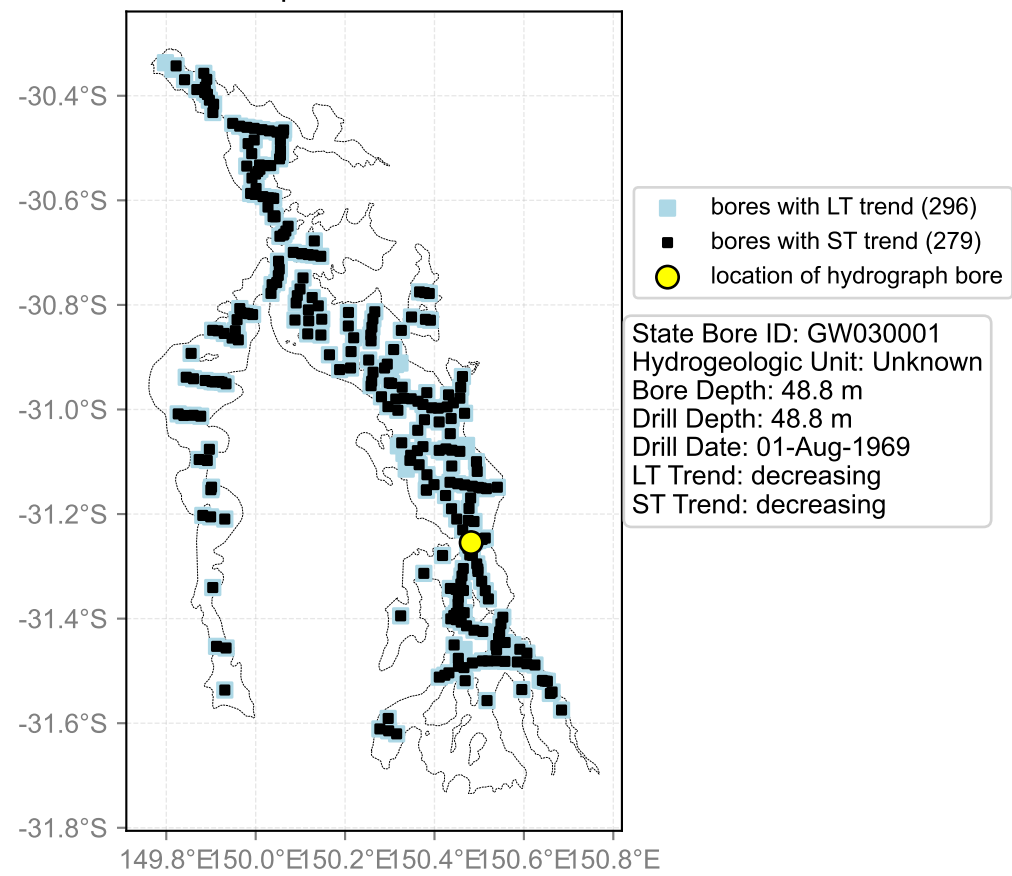 -30.4°S
-30.6°S
-30.8°S
-31.0°S
-31.2°S
-31.4°S
-31.6°S
-31.8°S
149.8°E150.0°E150.2°E150.4°E150.6°E150.8°E
bores with LT trend (296)
bores with ST trend (279)
location of hydrograph bore
State Bore ID: GW030001
Hydrogeologic Unit: Unknown
Bore Depth: 48.8 m
Drill Depth: 48.8 m
Drill Date: 01-Aug-1969
LT Trend: decreasing
ST Trend: decreasing